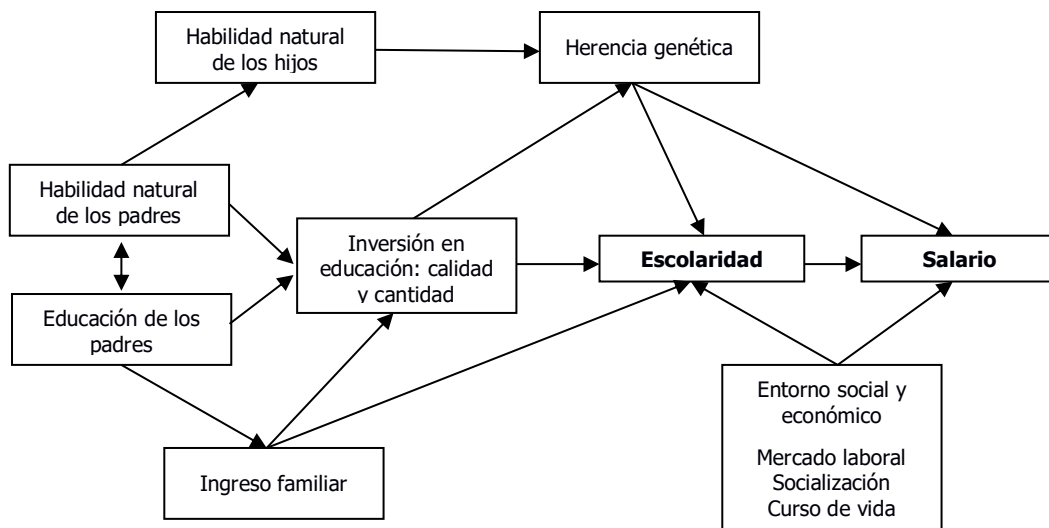 Habilidad natural
de los hijos
Herencia genética
Habilidad natural
de los padres
Inversión en
educación: calidad
y cantidad
Escolaridad
Salario
Educación de los
padres
Entorno social y
económico
Mercado laboral
Socialización
Curso de vida
Ingreso familiar